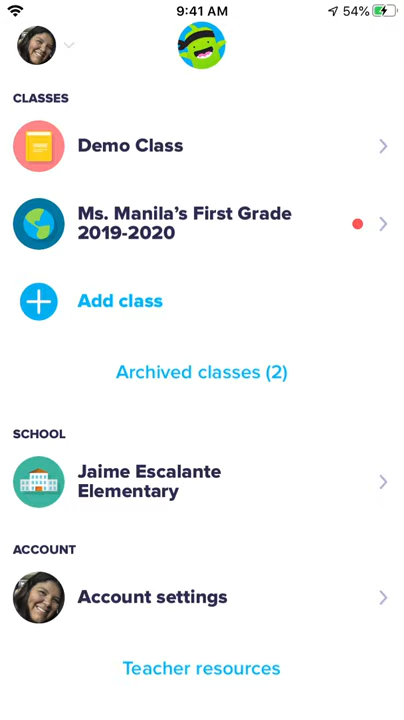 9:41 AM
54%
CLASSES
Demo Class
Ms. Manila’s First Grade
2019-2020
Add class
Archived classes (2)
SCHOOL
Jaime Escalante
Elementary
ACCOUNT
Account settings
Teacher resources